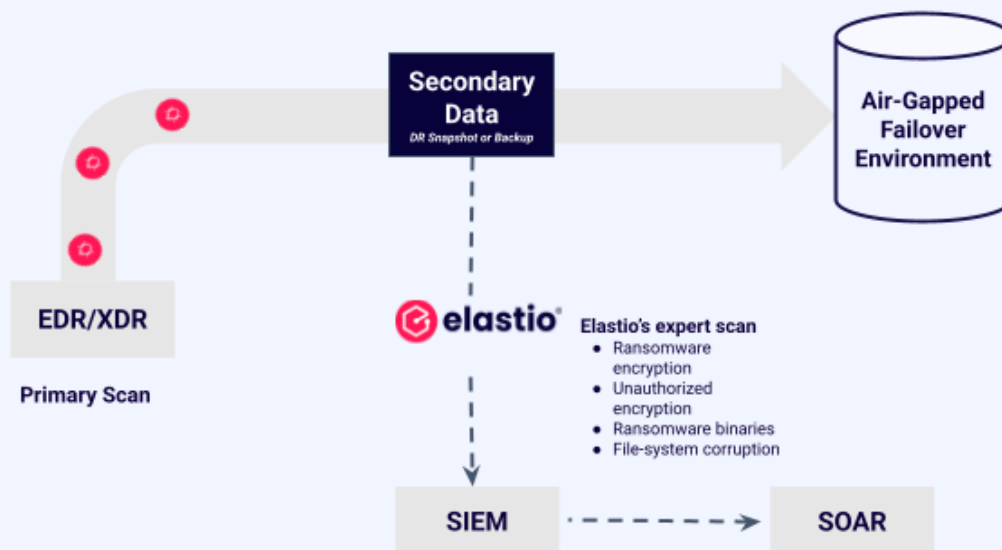 Secondary
Data
DR Snapshot or Backup
Air-Gapped
Failover
Environment
EDR/XDR
Primary Scan
elastio®
Elastio's expert scan
● Ransomware
encryption
● Unauthorized
encryption
● Ransomware binaries
● File-system corruption
SIEM
SOAR